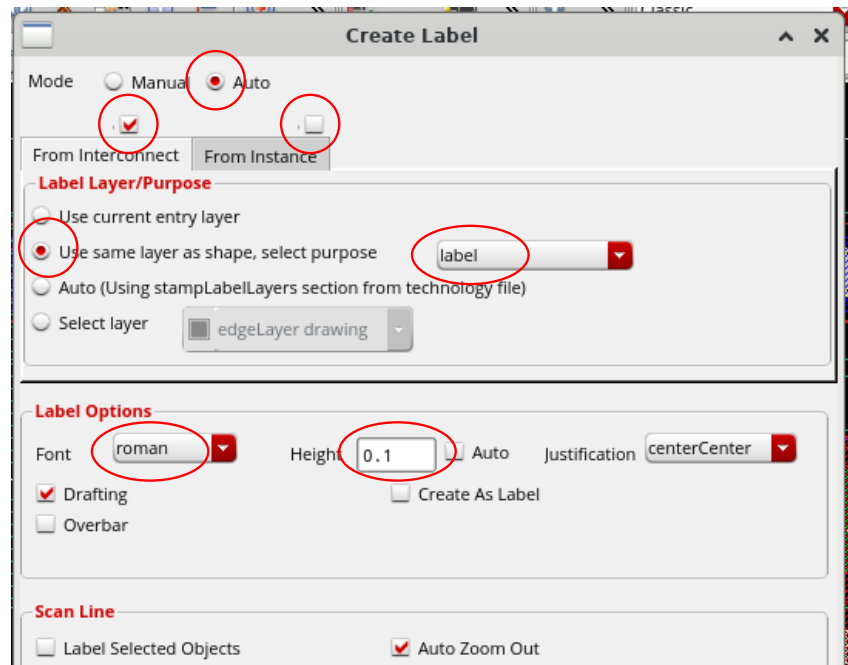 Classic
Create Label
Mode Manual Auto
From Interconnect From Instance
Label Layer/Purpose
Use current entry layer
Use same layer as shape, select purpose label
Auto (Using stampLabelLayers section from technology file)
Select layer edgeLayer drawing
Label Options
Font roman Height 0.1 Auto Justification centerCenter
Drafting Create As Label
Overbar
Scan Line
Label Selected Objects Auto Zoom Out